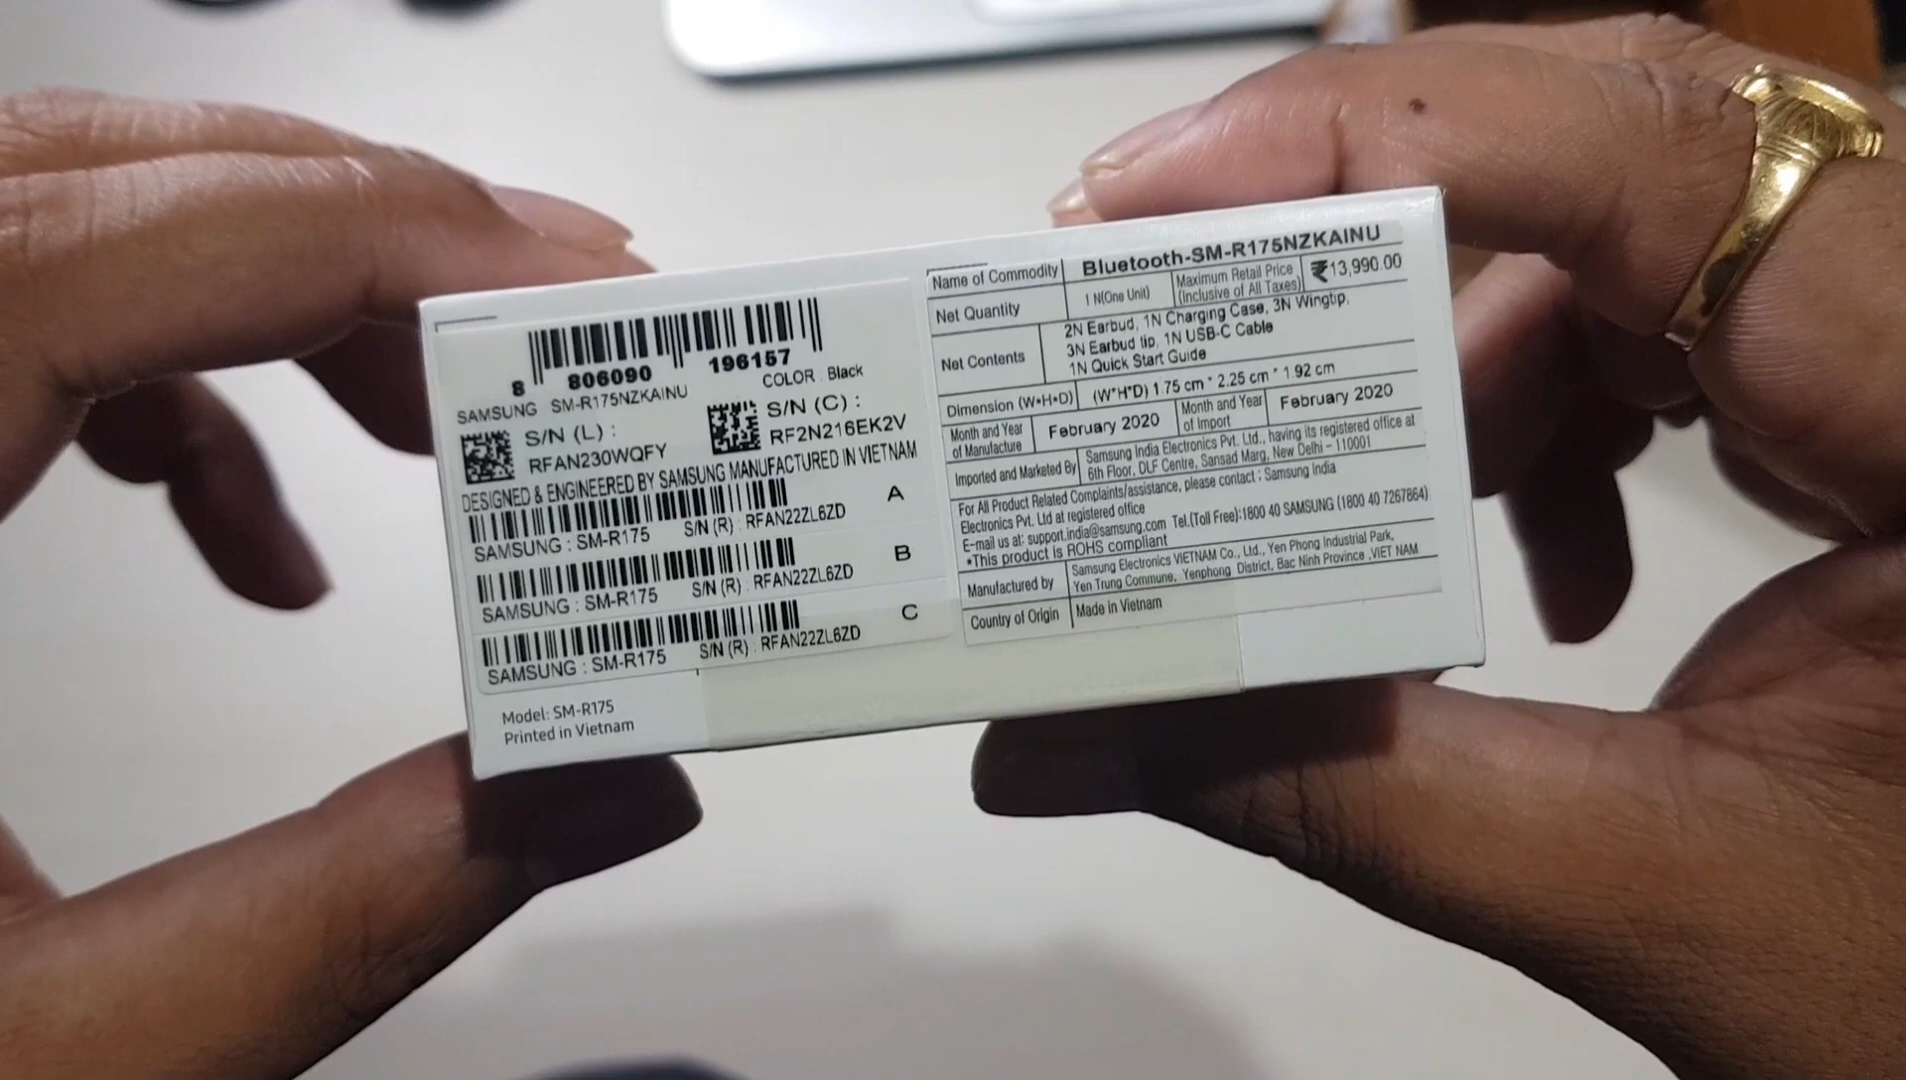 8 806090 196157
SAMSUNG SM-R175NZKAINU COLOR : Black
S/N (L) :
RFAN230WQFY
S/N (C) :
RF2N216EK2V
DESIGNED & ENGINEERED BY SAMSUNG MANUFACTURED IN VIETNAM
A
SAMSUNG : SM-R175 S/N (R) : RFAN22ZL6ZD
B
SAMSUNG : SM-R175 S/N (R) : RFAN22ZL6ZD
C
SAMSUNG : SM-R175 S/N (R) : RFAN22ZL6ZD
Model: SM-R175
Printed in Vietnam
Name of Commodity Bluetooth-SM-R175NZKAINU
Net Quantity 1 N(One Unit) Maximum Retail Price
(Inclusive of All Taxes) ₹13,990.00
Net Contents 2N Earbud, 1N Charging Case, 3N Wingtip,
3N Earbud tip, 1N USB-C Cable
1N Quick Start Guide
Dimension (W*H*D) (W*H*D) 1.75 cm * 2.25 cm * 1.92 cm
Month and Year
of Manufacture February 2020 Month and Year
of Import February 2020
Imported and Marketed By Samsung India Electronics Pvt. Ltd., having its registered office at
6th Floor, DLF Centre, Sansad Marg, New Delhi – 110001
For All Product Related Complaints/assistance, please contact : Samsung India
Electronics Pvt. Ltd at registered office
E-mail us at: support.india@samsung.com Tel.(Toll Free):1800 40 SAMSUNG (1800 40 7267864)
*This product is ROHS compliant
Manufactured by Samsung Electronics VIETNAM Co., Ltd., Yen Phong Industrial Park,
Yen Trung Commune, Yenphong District, Bac Ninh Province ,VIET NAM
Country of Origin Made in Vietnam